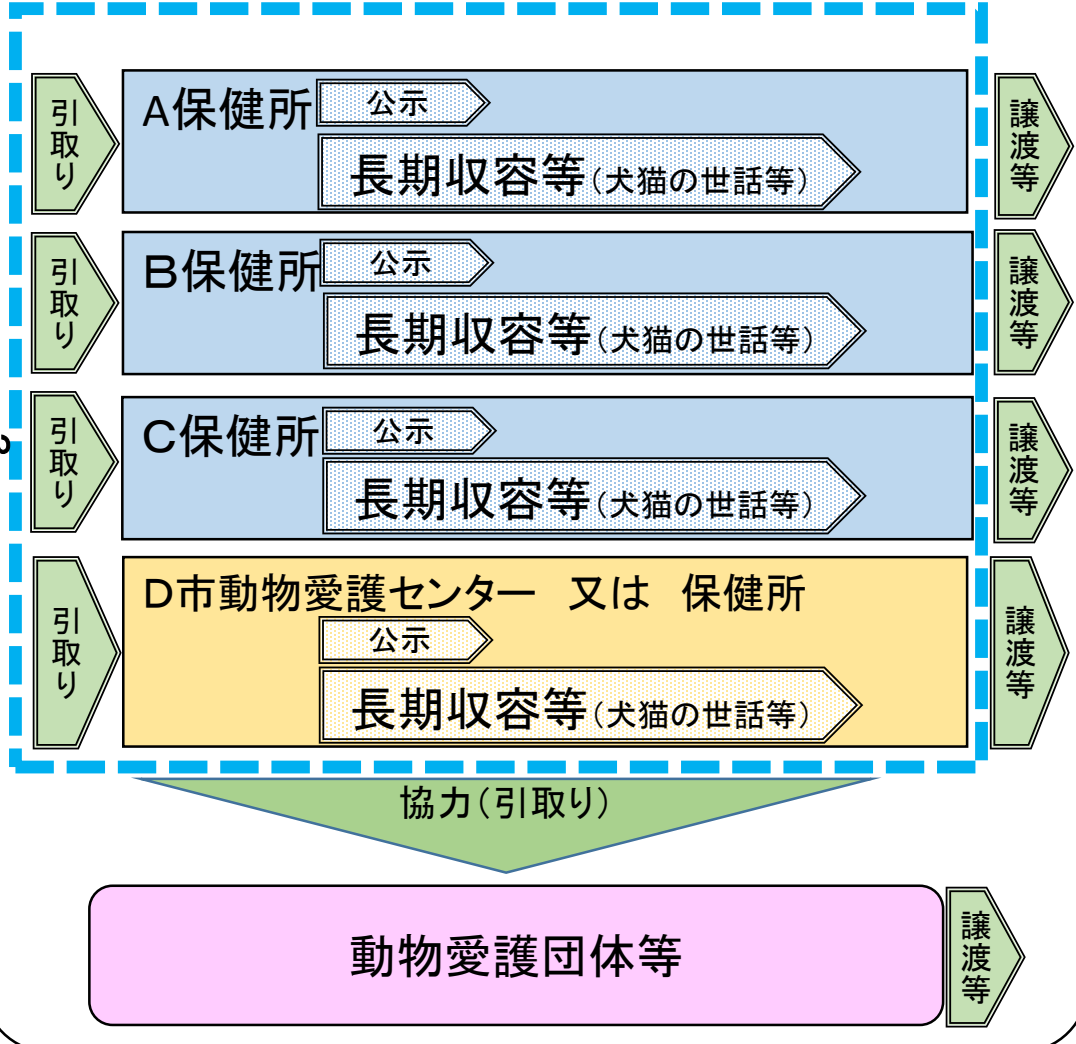 引取り
A保健所
公示
長期収容等(犬猫の世話等)
譲渡等
引取り
B保健所
公示
長期収容等(犬猫の世話等)
譲渡等
引取り
C保健所
公示
長期収容等(犬猫の世話等)
譲渡等
引取り
D市動物愛護センター 又は 保健所
公示
長期収容等(犬猫の世話等)
譲渡等
協力(引取り)
動物愛護団体等
譲渡等